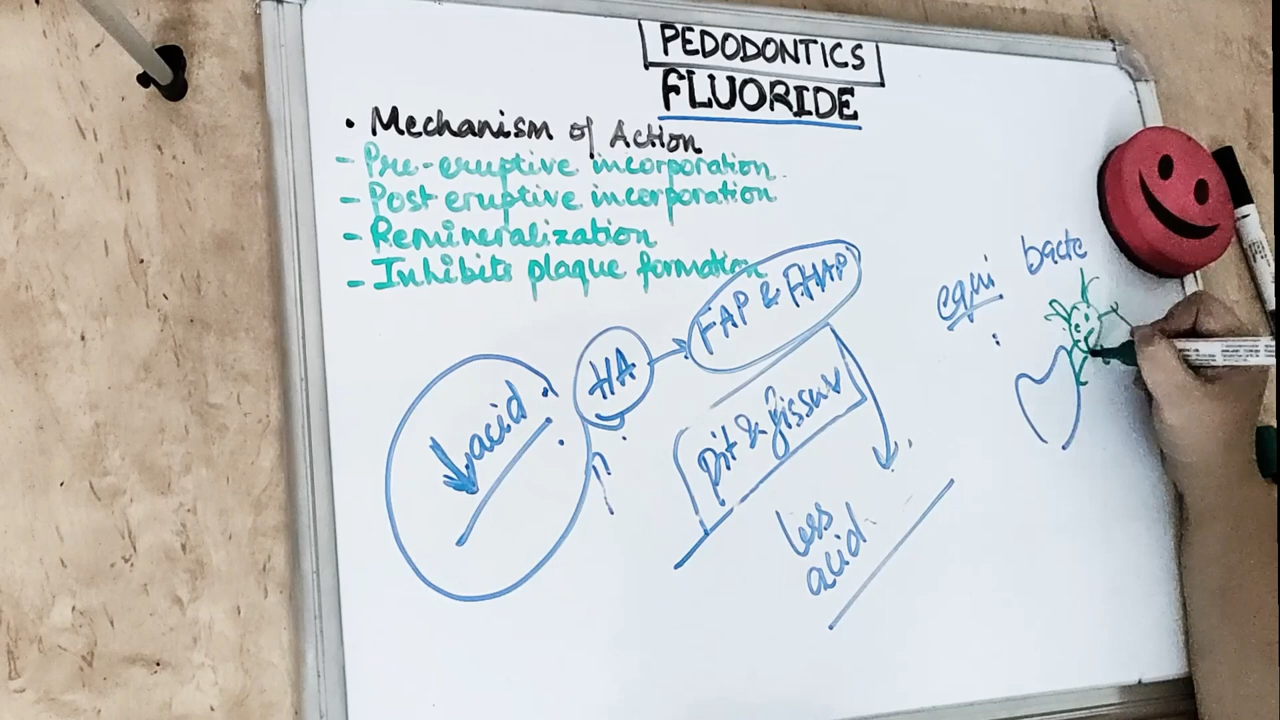 PEDODONTICS
FLUORIDE
• Mechanism of Action
- Pre-eruptive incorporation
- Post eruptive incorporation
- Remineralization
- Inhibits plaque formation
FAP & FHAP
HA
↓ acid
pit & fissure
less
acid
equi
bacte